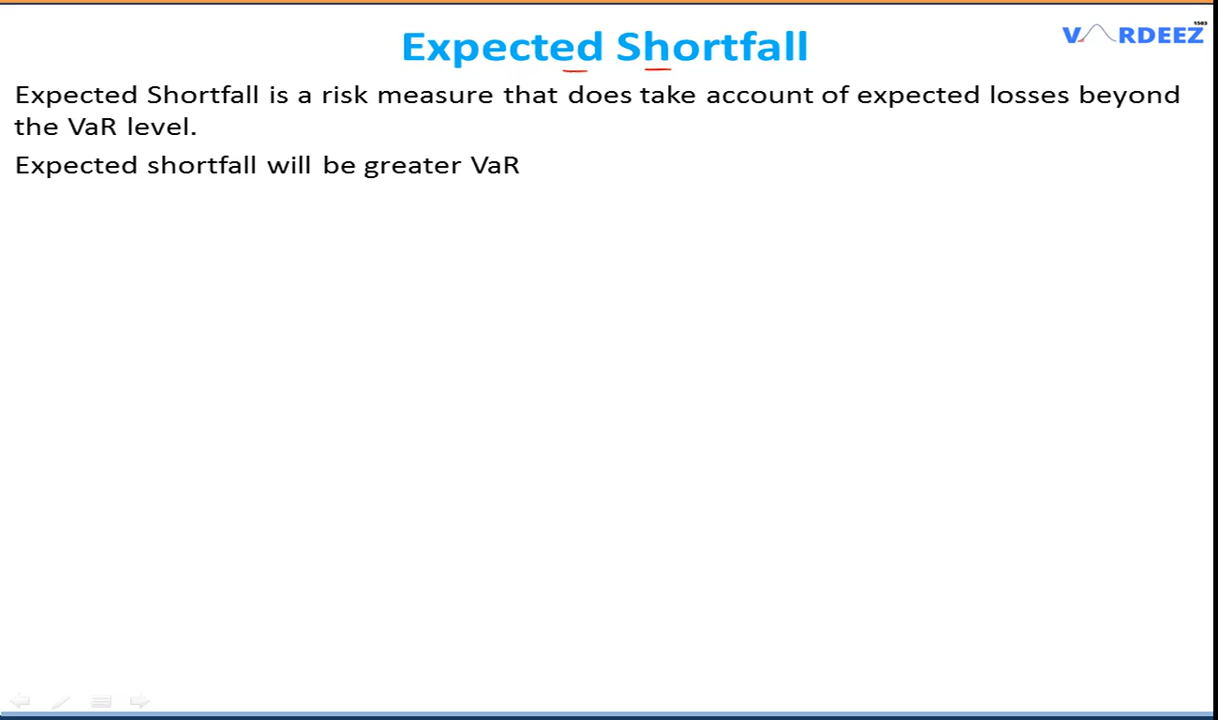 Expected Shortfall
1503
V RDEEZ
Expected Shortfall is a risk measure that does take account of expected losses beyond
the VaR level.
Expected shortfall will be greater VaR